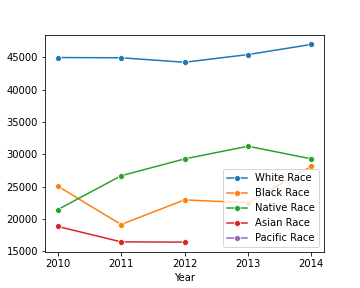 45000
40000
35000
30000
25000
20000
15000
White Race
Black Race
Native Race
Asian Race
Pacific Race
2010 2011 2012 2013 2014
Year